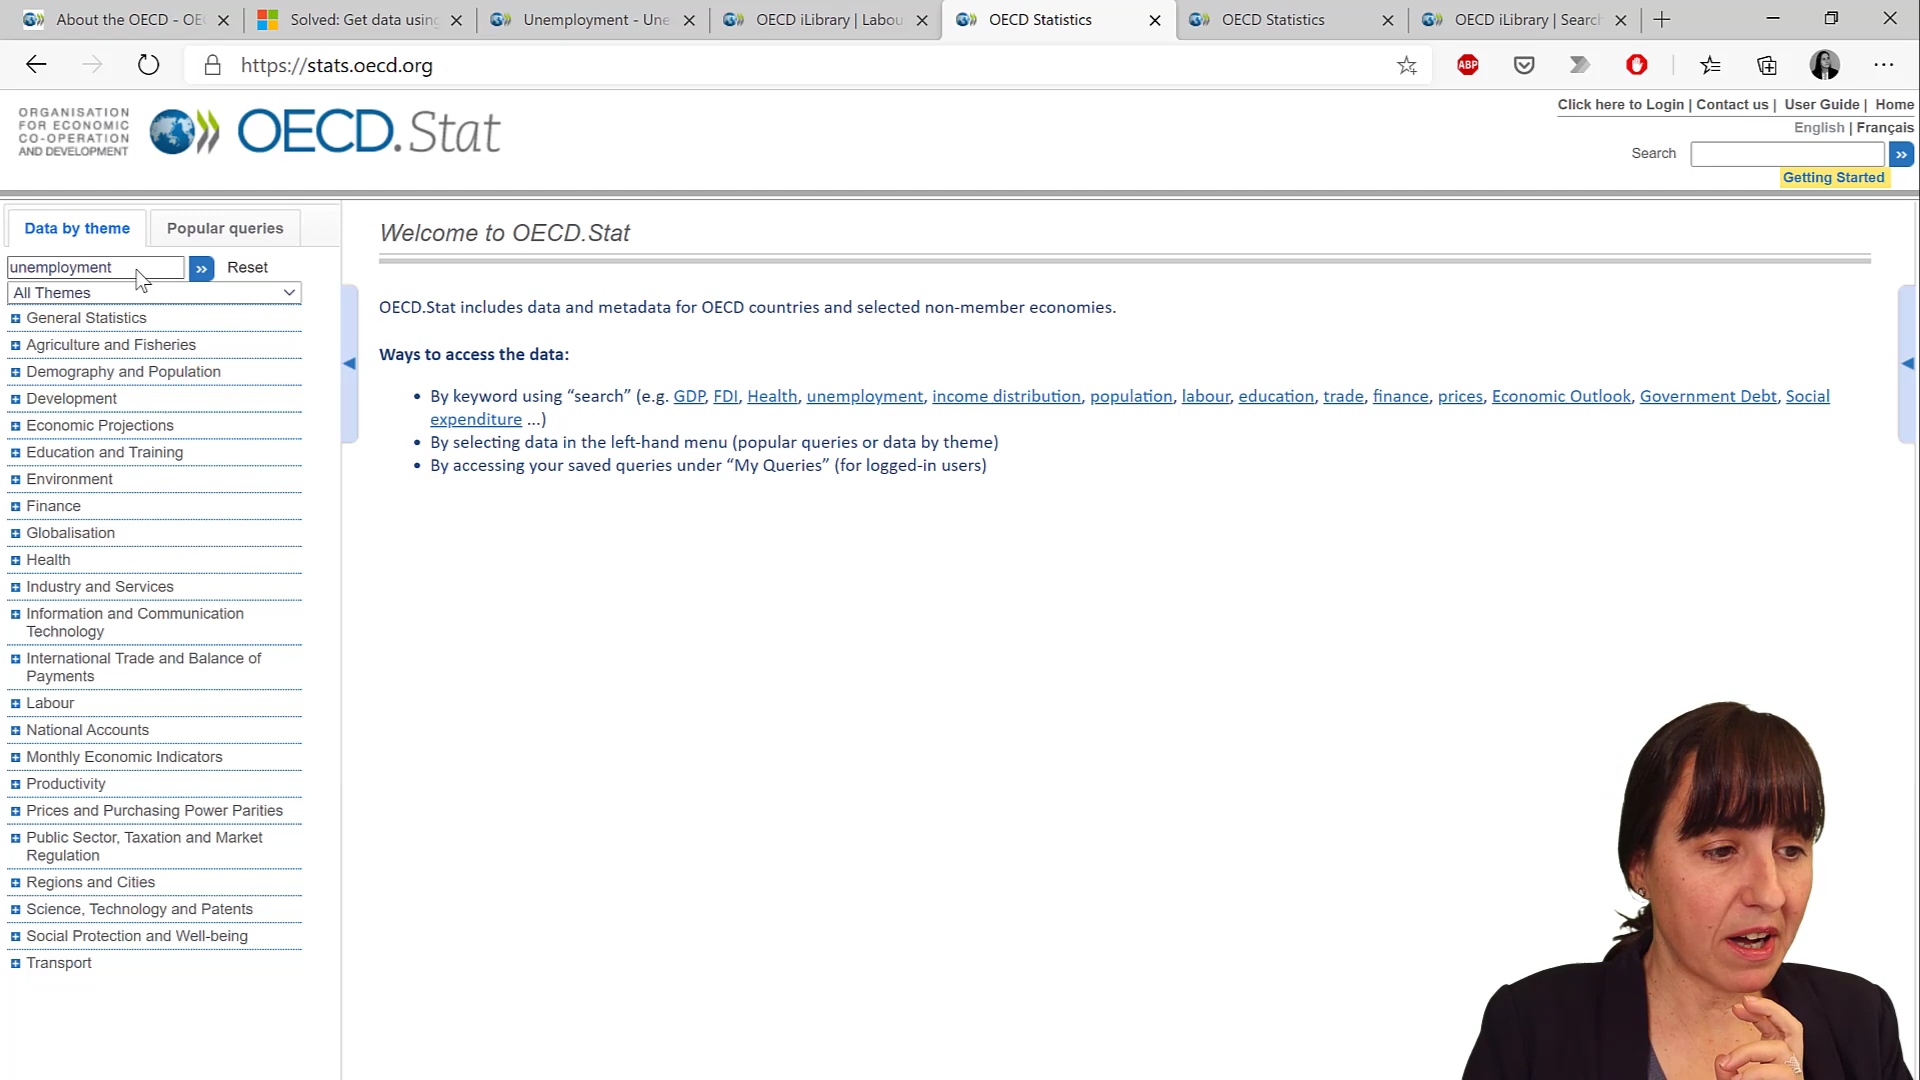 About the OECD - OE
Solved: Get data using
Unemployment - Une
OECD iLibrary | Labou
OECD Statistics
OECD Statistics
OECD iLibrary | Search
https://stats.oecd.org
ABP
ORGANISATION
FOR ECONOMIC
CO-OPERATION
AND DEVELOPMENT
OECD.Stat
Click here to Login | Contact us | User Guide | Home
English | Français
Search
»
Getting Started
Data by theme
Popular queries
unemployment
»
Reset
All Themes
General Statistics
Agriculture and Fisheries
Demography and Population
Development
Economic Projections
Education and Training
Environment
Finance
Globalisation
Health
Industry and Services
Information and Communication
Technology
International Trade and Balance of
Payments
Labour
National Accounts
Monthly Economic Indicators
Productivity
Prices and Purchasing Power Parities
Public Sector, Taxation and Market
Regulation
Regions and Cities
Science, Technology and Patents
Social Protection and Well-being
Transport
Welcome to OECD.Stat
OECD.Stat includes data and metadata for OECD countries and selected non-member economies.
Ways to access the data:
• By keyword using “search” (e.g. GDP, FDI, Health, unemployment, income distribution, population, labour, education, trade, finance, prices, Economic Outlook, Government Debt, Social
expenditure ...)
• By selecting data in the left-hand menu (popular queries or data by theme)
• By accessing your saved queries under “My Queries” (for logged-in users)